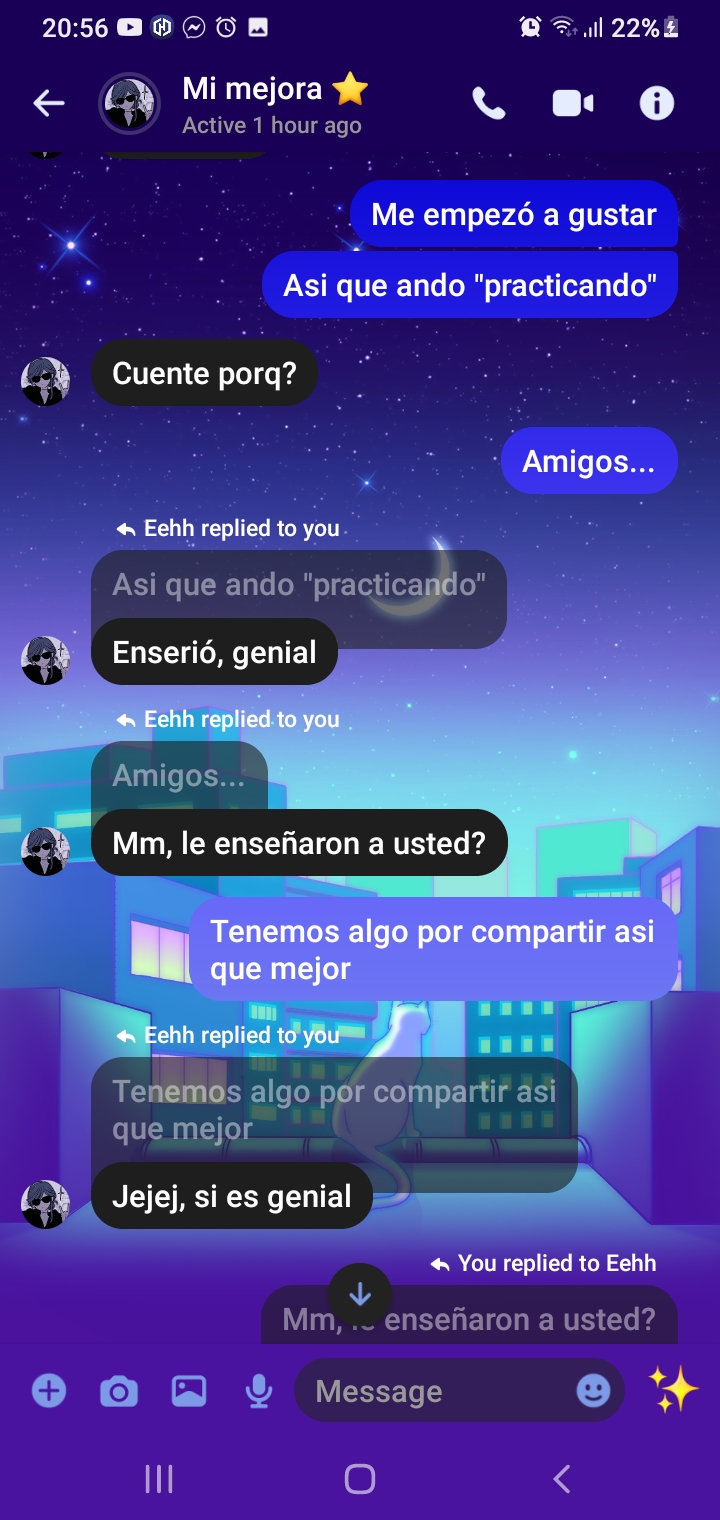 20:56
22%
Mi mejora ⭐
Active 1 hour ago
Me empezó a gustar
Asi que ando "practicando"
Cuente porq?
Amigos...
Eehh replied to you
Asi que ando "practicando"
Enserió, genial
Eehh replied to you
Amigos...
Mm, le enseñaron a usted?
Tenemos algo por compartir asi
que mejor
Eehh replied to you
Tenemos algo por compartir asi
que mejor
Jejej, si es genial
You replied to Eehh
Mm, le enseñaron a usted?
Message